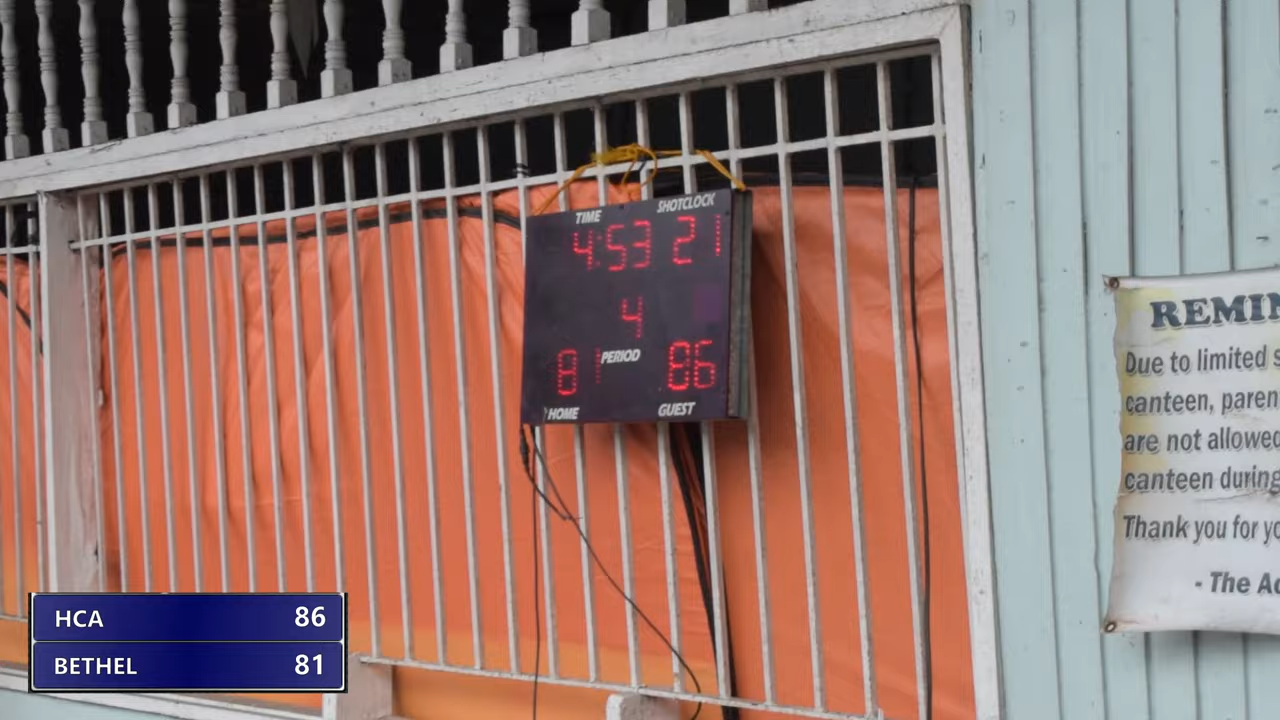 TIME SHOTCLOCK
4:53 21
4
PERIOD
81 86
HOME GUEST
REMIN
Due to limited s
canteen, paren
are not allowed
canteen during
Thank you for yo
- The Ad
HCA 86
BETHEL 81